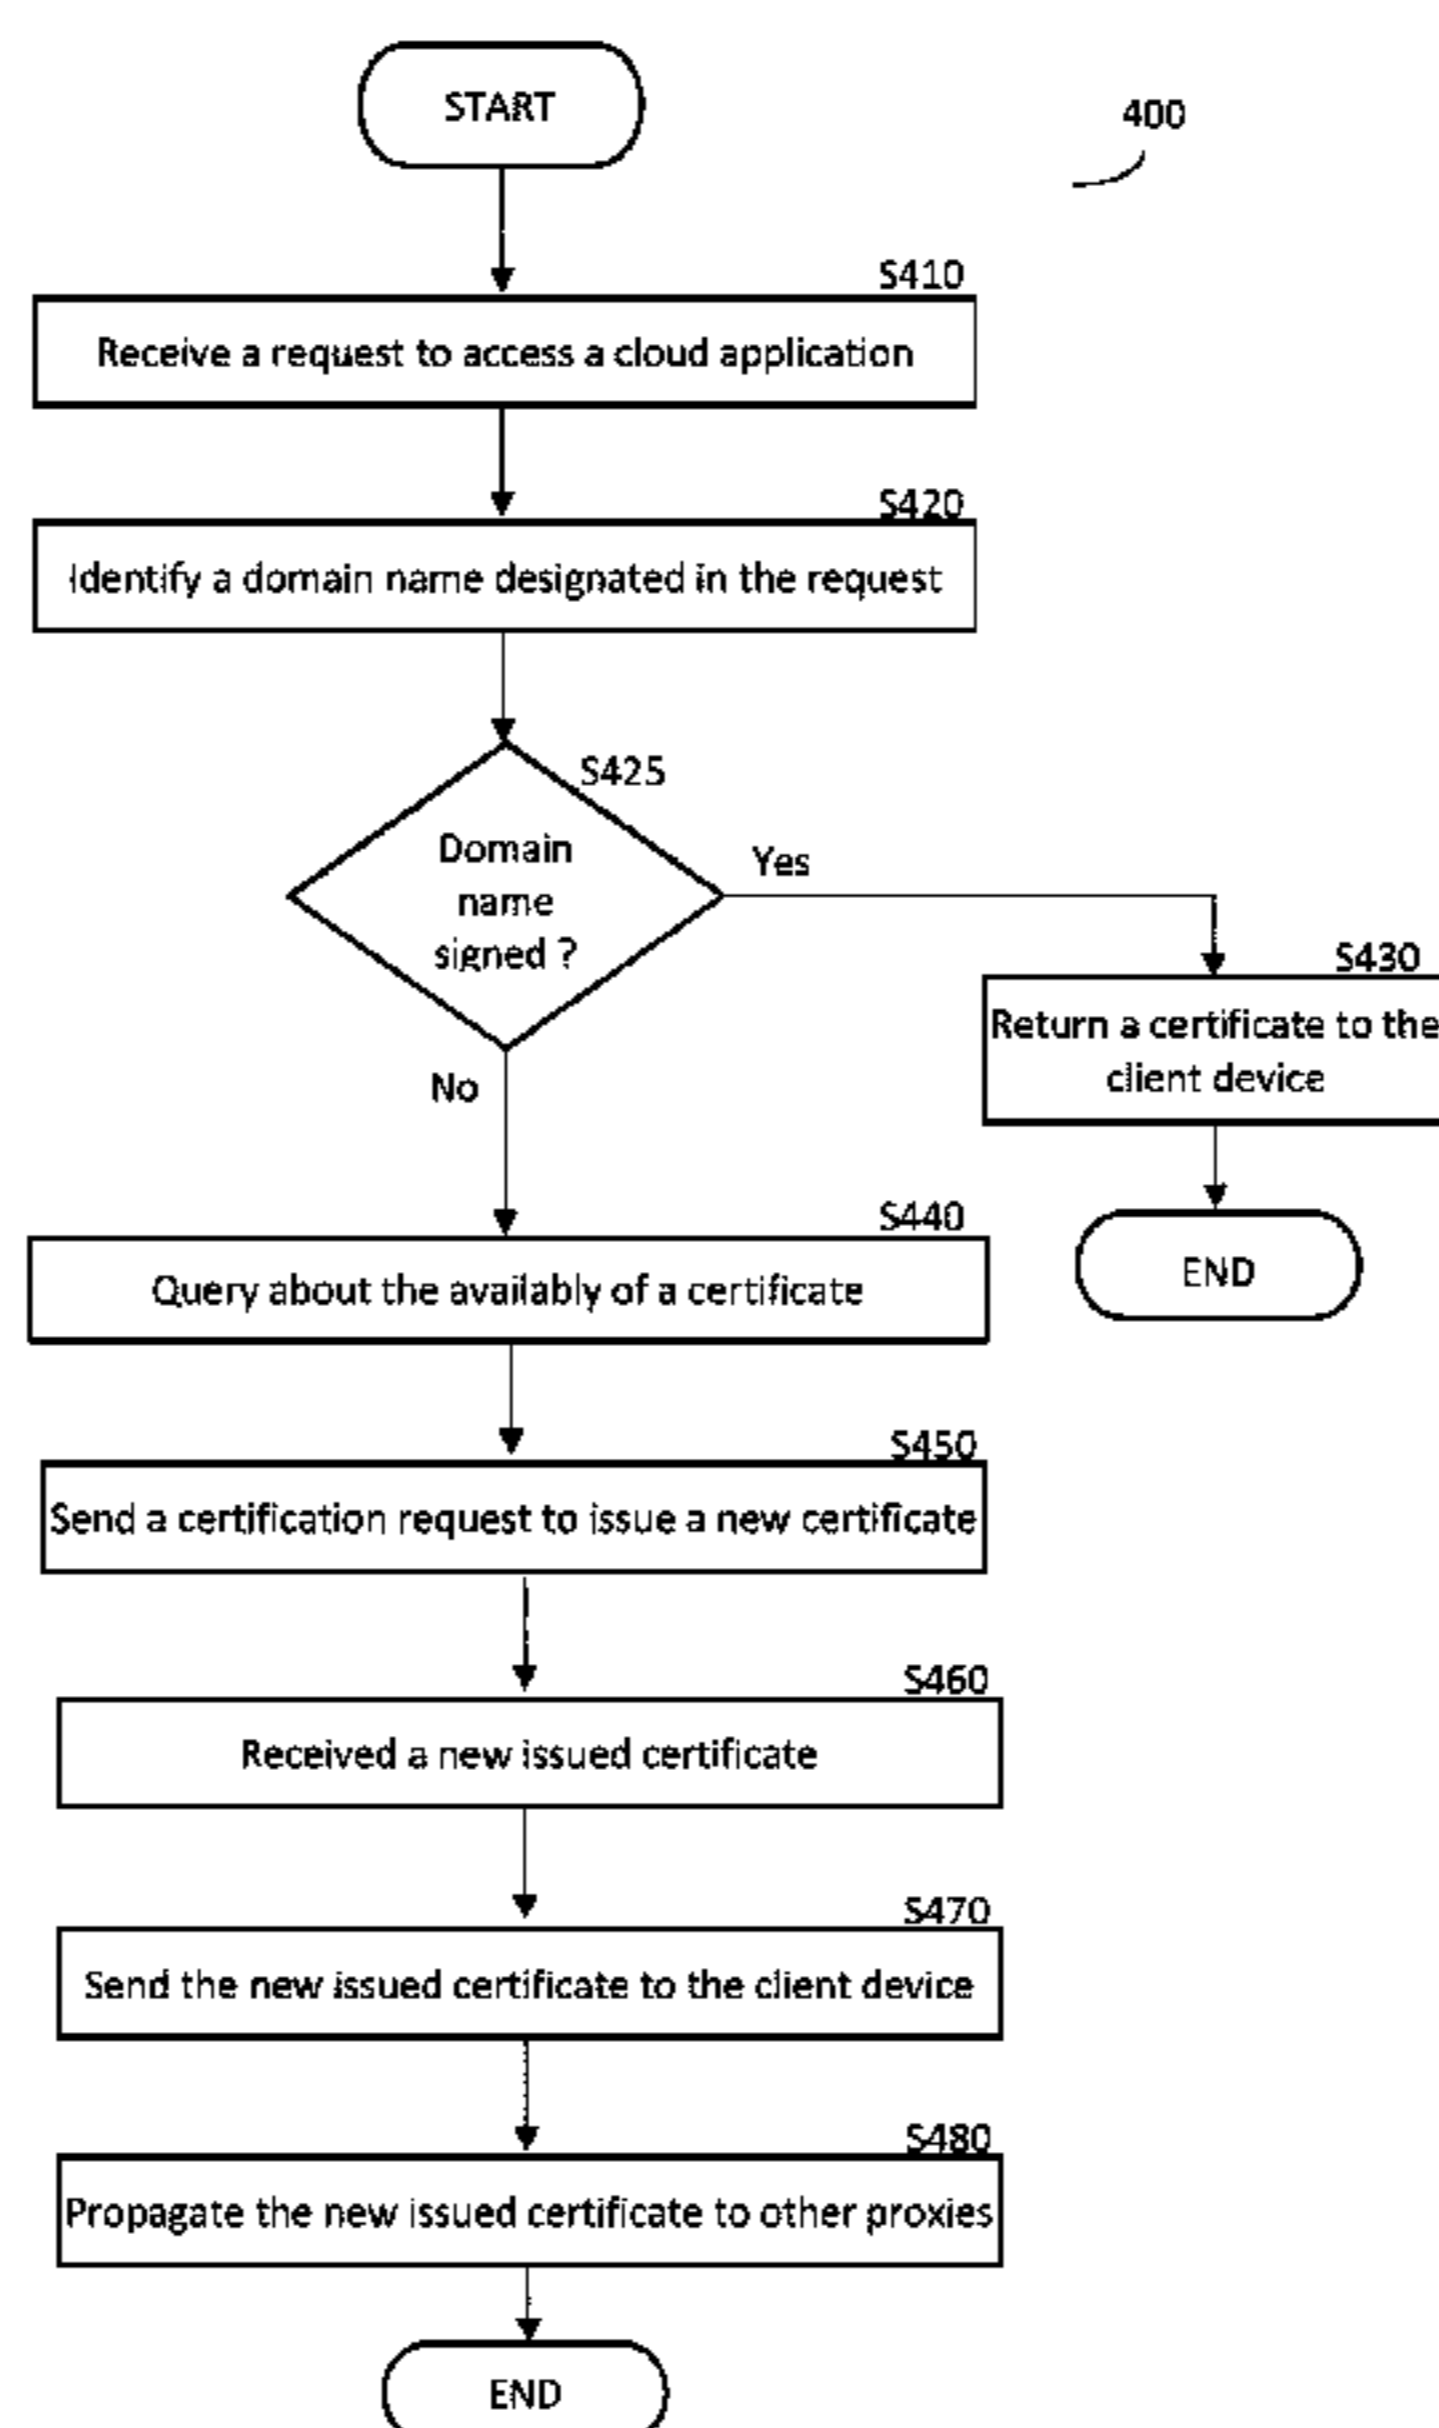 START
400
S410
Receive a request to access a cloud application
S420
Identify a domain name designated in the request
S425
Domain
name
signed ?
Yes
S430
Return a certificate to the
client device
No
S440
Query about the availably of a certificate
END
S450
Send a certification request to issue a new certificate
S460
Received a new issued certificate
S470
Send the new issued certificate to the client device
S480
Propagate the new issued certificate to other proxies
END